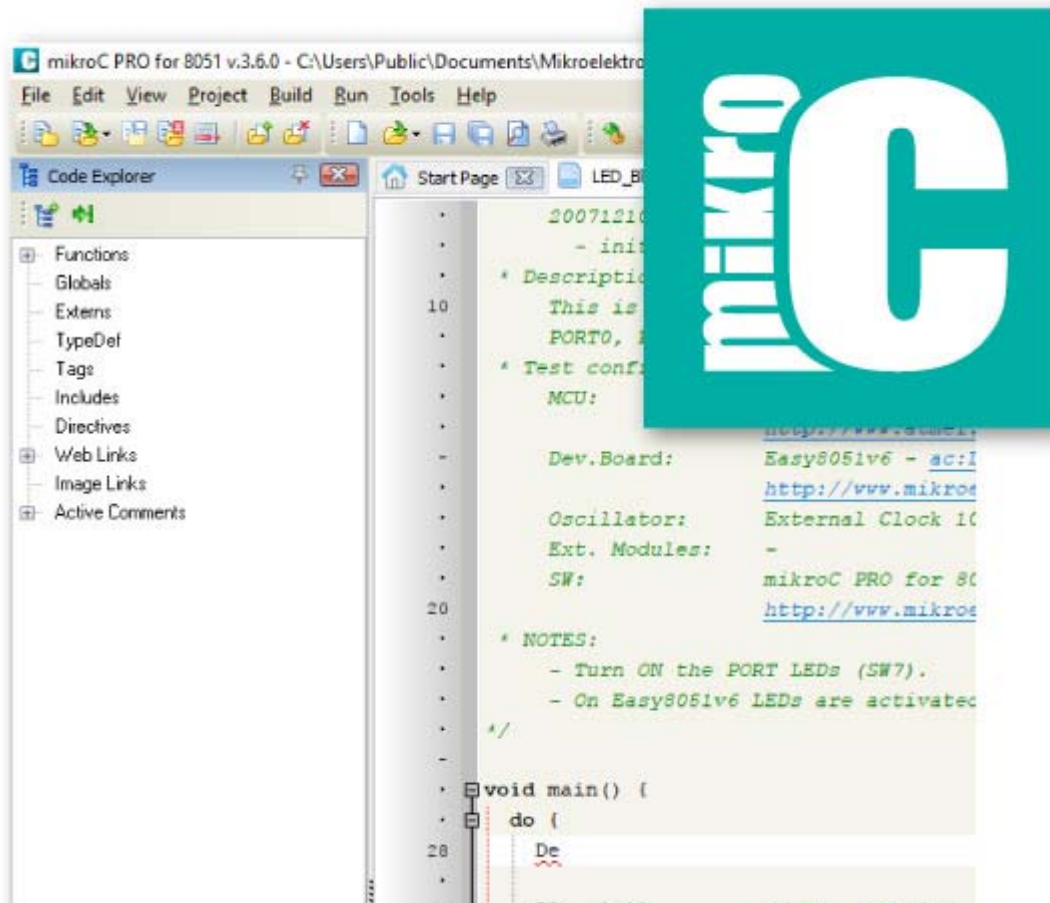 mikroC PRO for 8051 v.3.6.0 - C:\Users\Public\Documents\Mikroelektro
mikro C
File Edit View Project Build Run Tools Help
Code Explorer
Start Page
Functions
Globals
Externs
TypeDef
Tags
Includes
Directives
Web Links
Image Links
Active Comments
- init
* Descriptio
10 This is
PORT0,
* Test conf
MCU:
Dev.Board: Easy8051v6 -
http://www.mikroe
Oscillator: External Clock 10
Ext. Modules: -
SW: mikroC PRO for 80
20 http://www.mikroe
* NOTES:
- Turn ON the PORT LEDs (SW7).
- On Easy8051v6 LEDs are activated
*/
void main() {
do {
28 De